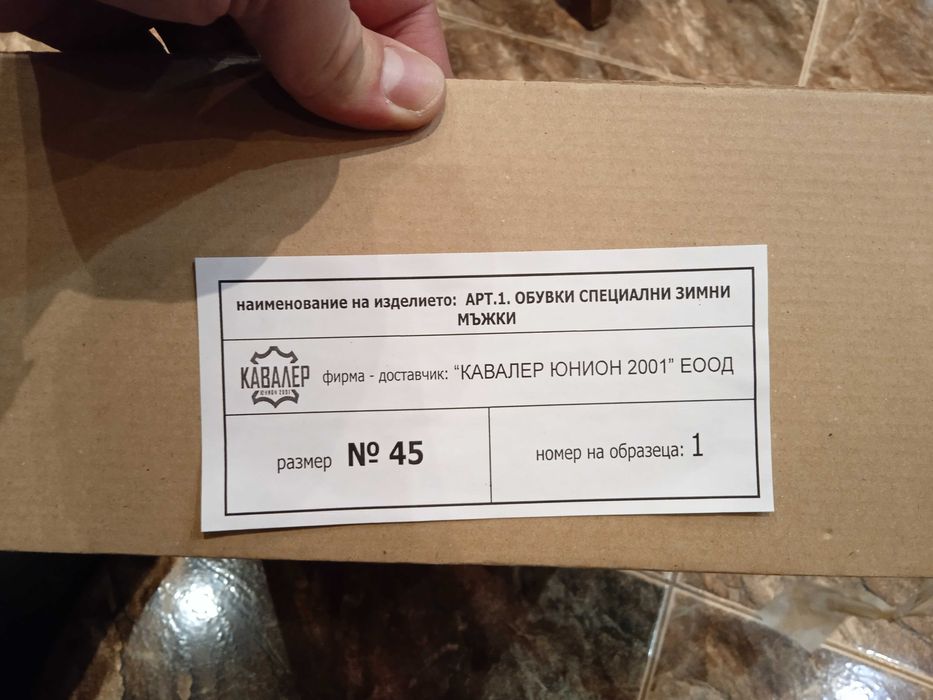 наименование на изделието: АРТ.1. ОБУВКИ СПЕЦИАЛНИ ЗИМНИ
МЪЖКИ
КАВАЛЕР
ЮНИОН 2001
фирма - доставчик: “КАВАЛЕР ЮНИОН 2001” ЕООД
размер № 45
номер на образеца: 1